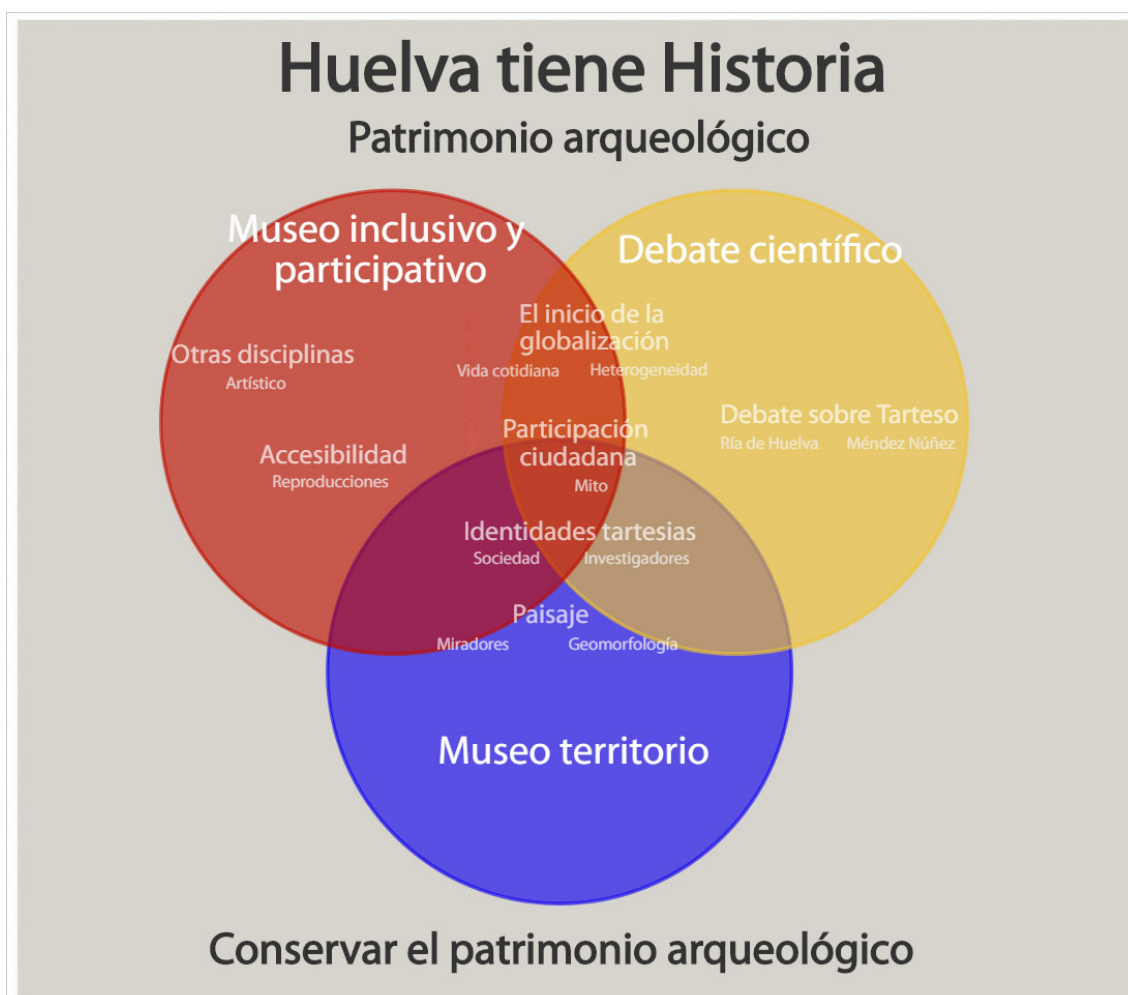 Huelva tiene Historia
Patrimonio arqueológico
Museo inclusivo y
participativo
Debate científico
El inicio de la
globalización
Vida cotidiana
Heterogeneidad
Otras disciplinas
Artístico
Debate sobre Tarteso
Ría de Huelva
Méndez Núñez
Participación
ciudadana
Mito
Accesibilidad
Reproducciones
Identidades tartesias
Sociedad
Investigadores
Paisaje
Miradores
Geomorfología
Museo territorio
Conservar el patrimonio arqueológico